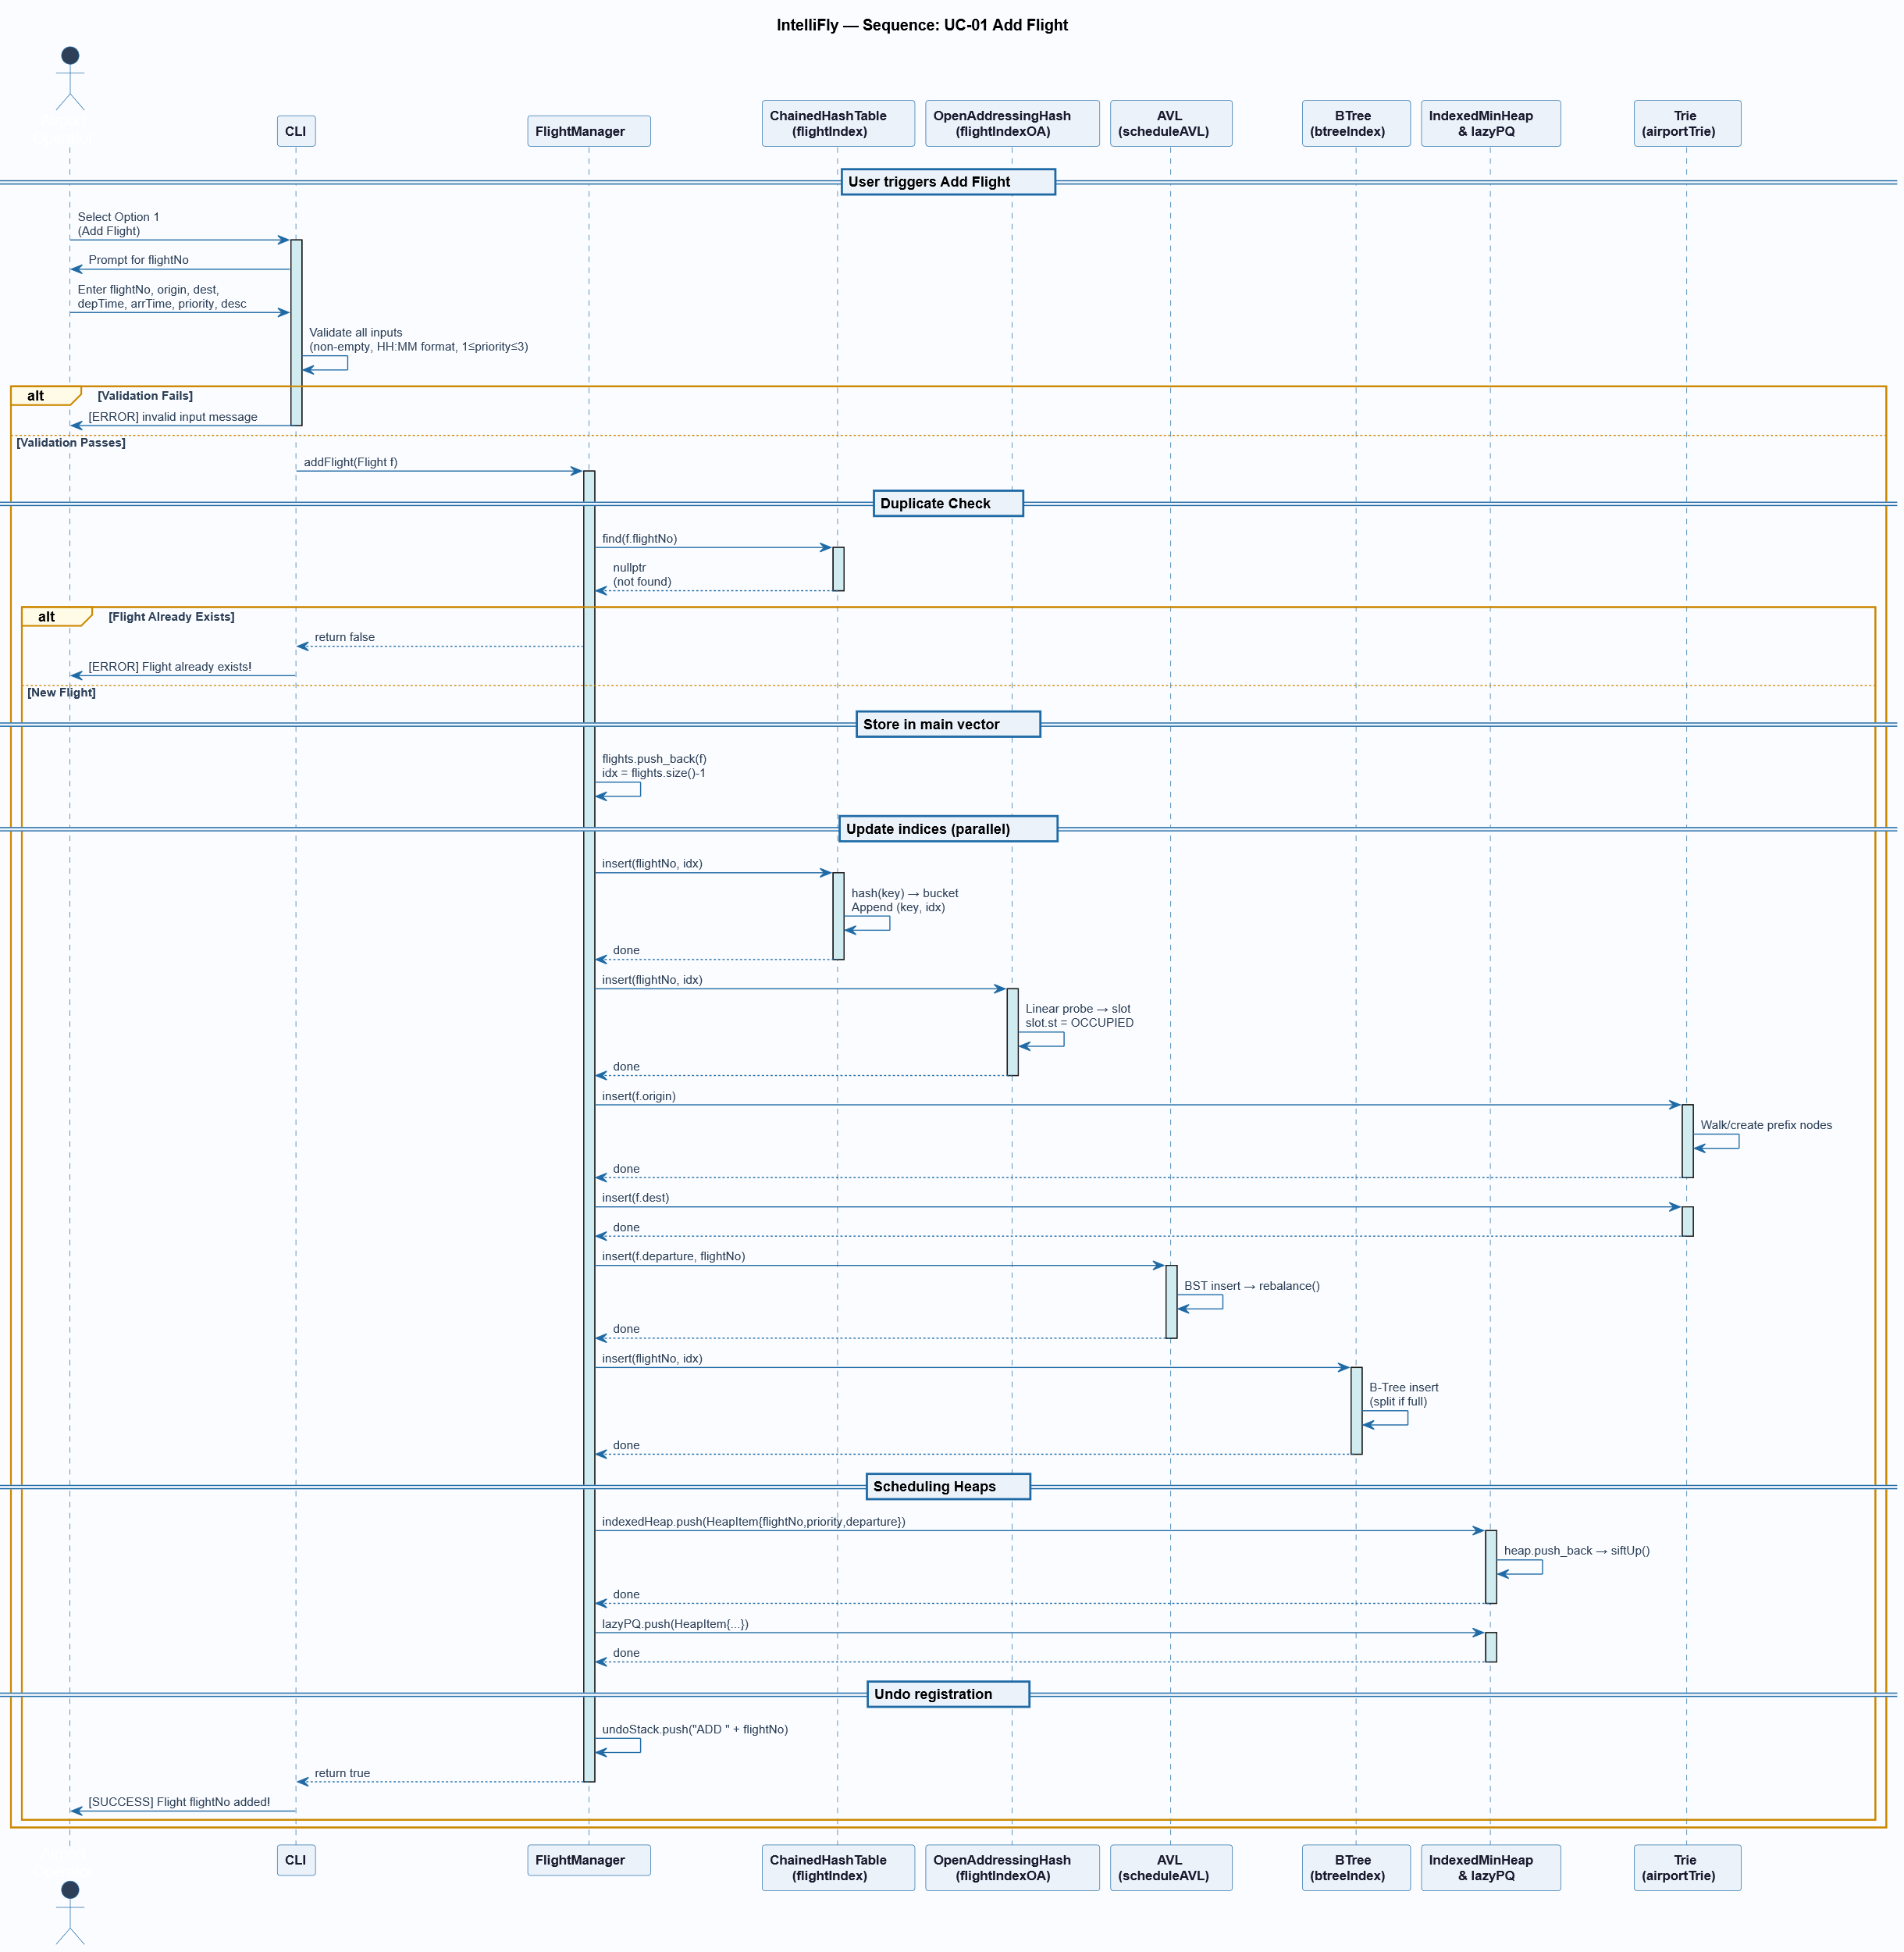 IntelliFly — Sequence: UC-01 Add Flight
CLI
FlightManager
ChainedHashTable
(flightIndex)
OpenAddressingHash
(flightIndexOA)
AVL
(scheduleAVL)
BTree
(btreeIndex)
IndexedMinHeap
& lazyPQ
Trie
(airportTrie)
User triggers Add Flight
Select Option 1
(Add Flight)
Prompt for flightNo
Enter flightNo, origin, dest,
depTime, arrTime, priority, desc
Validate all inputs
(non-empty, HH:MM format, 1≤priority≤3)
alt
[Validation Fails]
[ERROR] invalid input message
[Validation Passes]
addFlight(Flight f)
Duplicate Check
find(f.flightNo)
nullptr
(not found)
alt
[Flight Already Exists]
return false
[ERROR] Flight already exists!
[New Flight]
Store in main vector
flights.push_back(f)
idx = flights.size()-1
Update indices (parallel)
insert(flightNo, idx)
hash(key) → bucket
Append (key, idx)
done
insert(flightNo, idx)
Linear probe → slot
slot.st = OCCUPIED
done
insert(f.origin)
Walk/create prefix nodes
done
insert(f.dest)
done
insert(f.departure, flightNo)
BST insert → rebalance()
done
insert(flightNo, idx)
B-Tree insert
(split if full)
done
Scheduling Heaps
indexedHeap.push(HeapItem{flightNo,priority,departure})
heap.push_back → siftUp()
done
lazyPQ.push(HeapItem{...})
done
Undo registration
undoStack.push("ADD " + flightNo)
return true
[SUCCESS] Flight flightNo added!
CLI
FlightManager
ChainedHashTable
(flightIndex)
OpenAddressingHash
(flightIndexOA)
AVL
(scheduleAVL)
BTree
(btreeIndex)
IndexedMinHeap
& lazyPQ
Trie
(airportTrie)